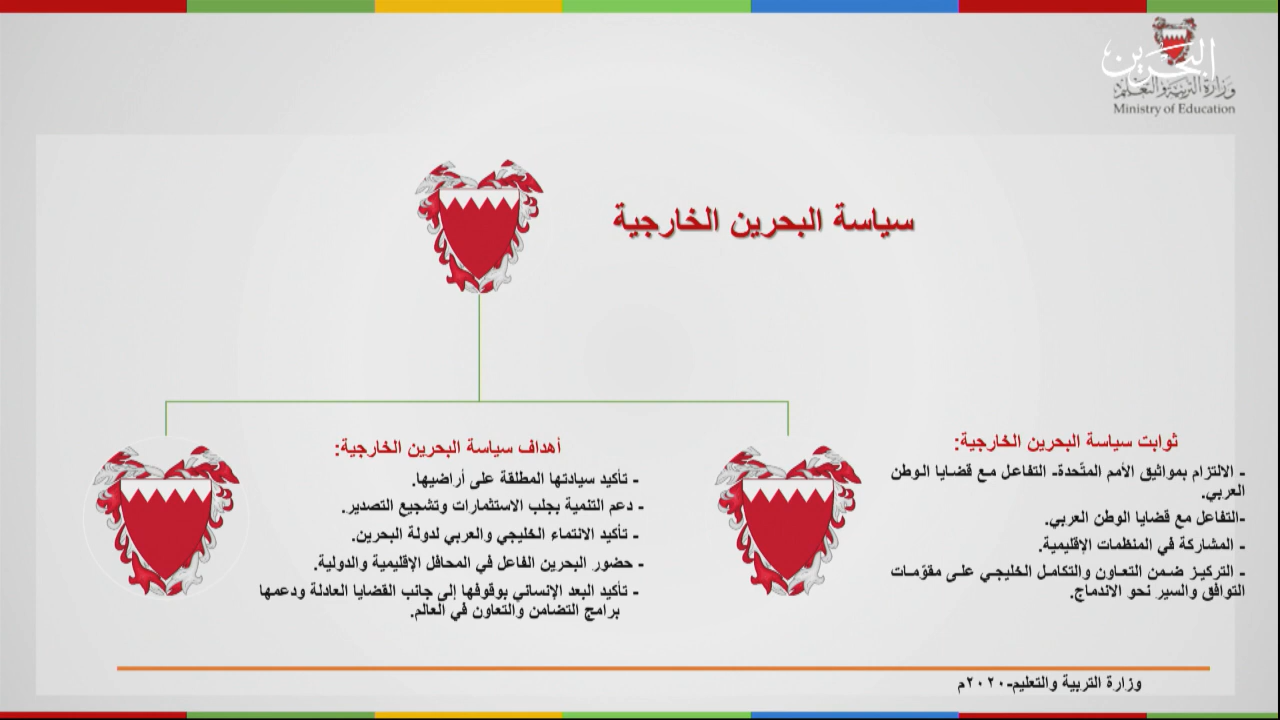 البحرين
وزارة التربية والتعليم
Ministry of Education
سياسة البحرين الخارجية
ثوابت سياسة البحرين الخارجية:
- الالتزام بمواثيق الأمم المتّحدة- التفاعل مع قضايا الوطن
العربي.
-التفاعل مع قضايا الوطن العربي.
- المشاركة في المنظمات الإقليمية.
- التركيز ضمن التعاون والتكامل الخليجي على مقوّمات
التوافق والسير نحو الاندماج.
أهداف سياسة البحرين الخارجية:
- تأكيد سيادتها المطلقة على أراضيها.
- دعم التنمية بجلب الاستثمارات وتشجيع التصدير.
- تأكيد الانتماء الخليجي والعربي لدولة البحرين.
- حضور البحرين الفاعل في المحافل الإقليمية والدولية.
- تأكيد البعد الإنساني بوقوفها إلى جانب القضايا العادلة ودعمها
برامج التضامن والتعاون في العالم.
وزارة التربية والتعليم-٢٠٢٠م